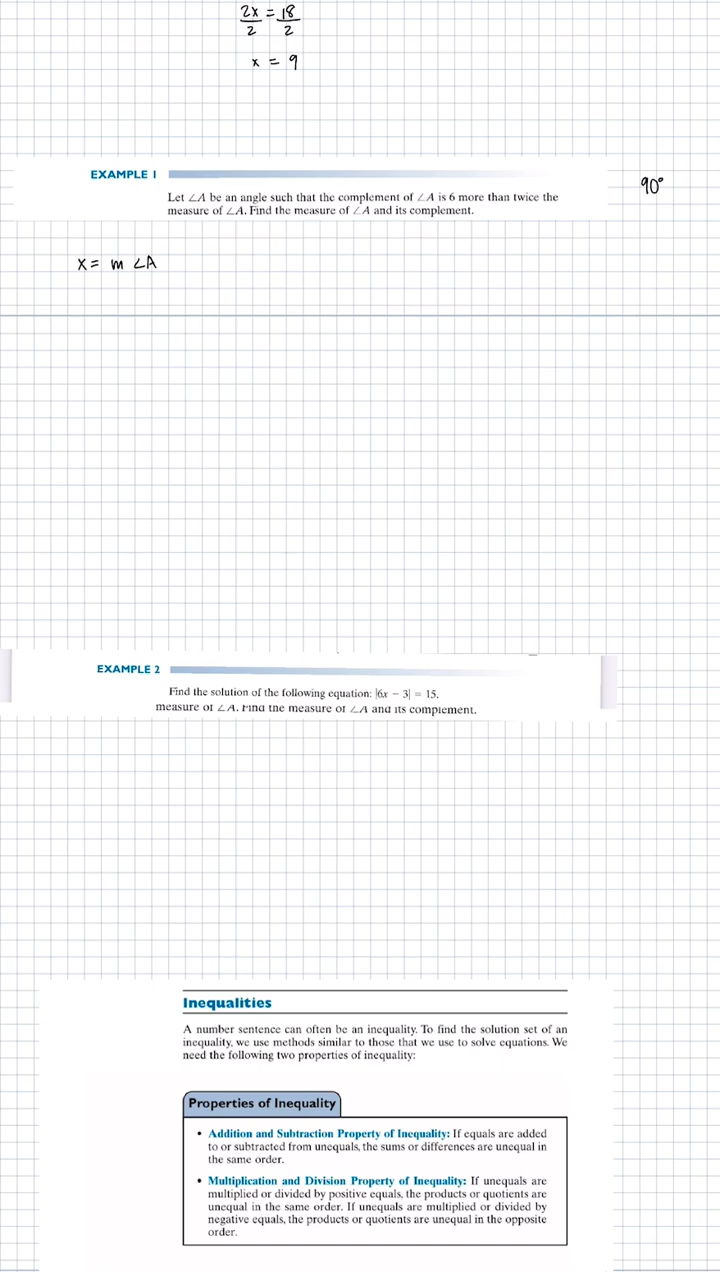 2x = 18
2 2
x = 9
EXAMPLE 1
90°
Let ∠A be an angle such that the complement of ∠A is 6 more than twice the
measure of ∠A. Find the measure of ∠A and its complement.
x = m ∠A
EXAMPLE 2
Find the solution of the following equation: |6x − 3| = 15.
measure of ∠A. Find the measure of ∠A and its complement.
Inequalities
A number sentence can often be an inequality. To find the solution set of an
inequality, we use methods similar to those that we use to solve equations. We
need the following two properties of inequality:
Properties of Inequality
• Addition and Subtraction Property of Inequality: If equals are added
to or subtracted from unequals, the sums or differences are unequal in
the same order.
• Multiplication and Division Property of Inequality: If unequals are
multiplied or divided by positive equals, the products or quotients are
unequal in the same order. If unequals are multiplied or divided by
negative equals, the products or quotients are unequal in the opposite
order.